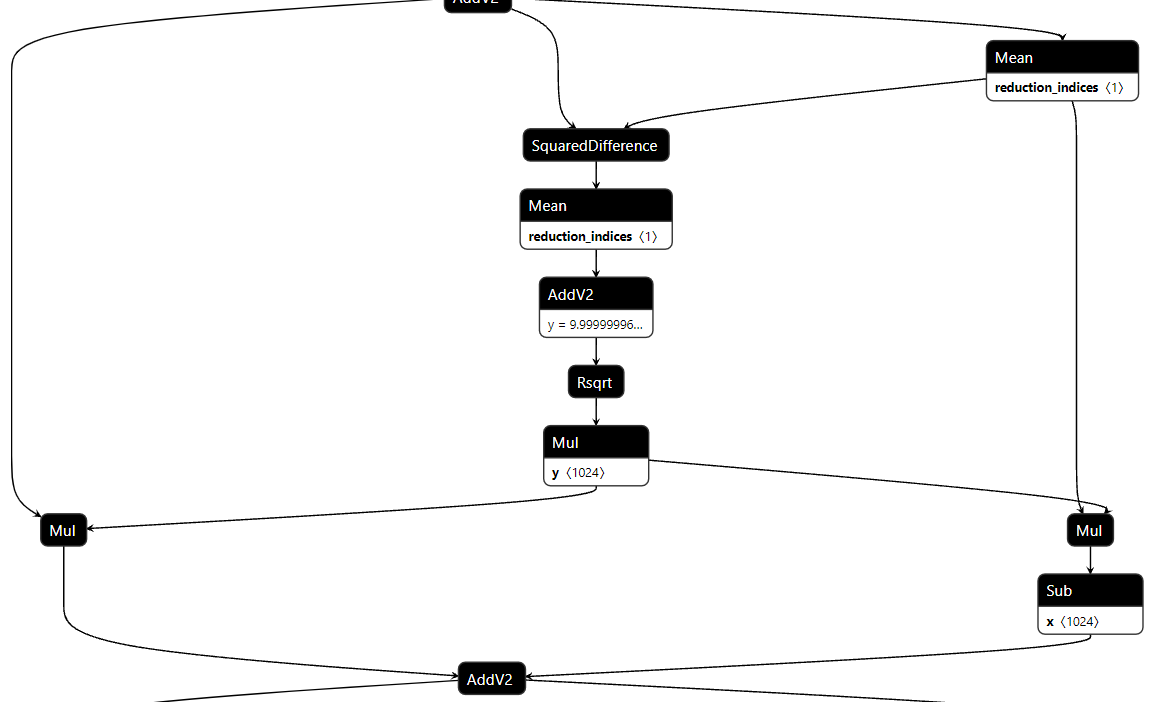 AddV2
Mean
reduction_indices 〈1〉
SquaredDifference
Mean
reduction_indices 〈1〉
AddV2
y = 9.99999996...
Rsqrt
Mul
y 〈1024〉
Mul
Mul
Sub
x 〈1024〉
AddV2